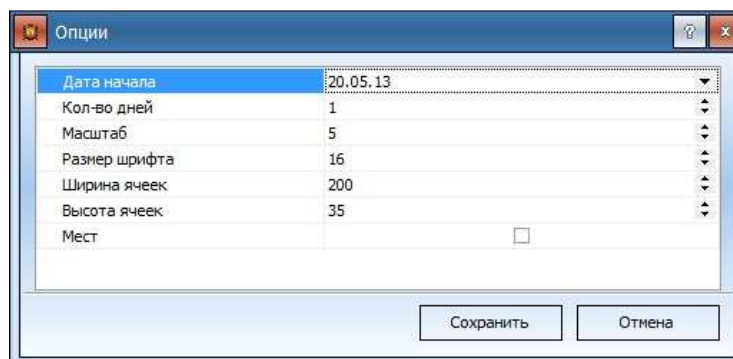 Опции
Дата начала 20.05.13
Кол-во дней 1
Масштаб 5
Размер шрифта 16
Ширина ячеек 200
Высота ячеек 35
Мест
Сохранить Отмена